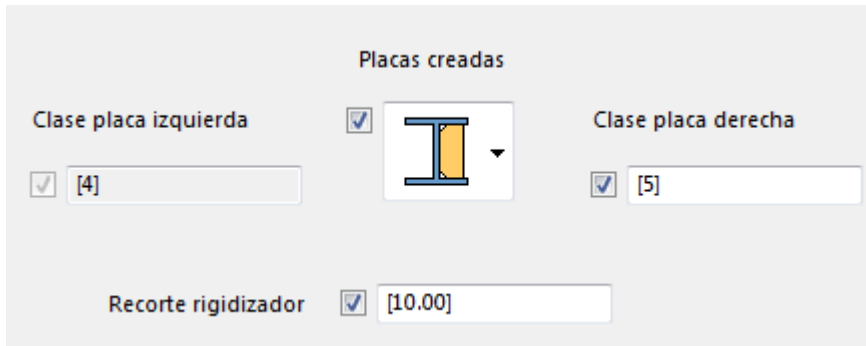 Placas creadas
Clase placa izquierda
Clase placa derecha
[4]
[5]
Recorte rigidizador
[10.00]